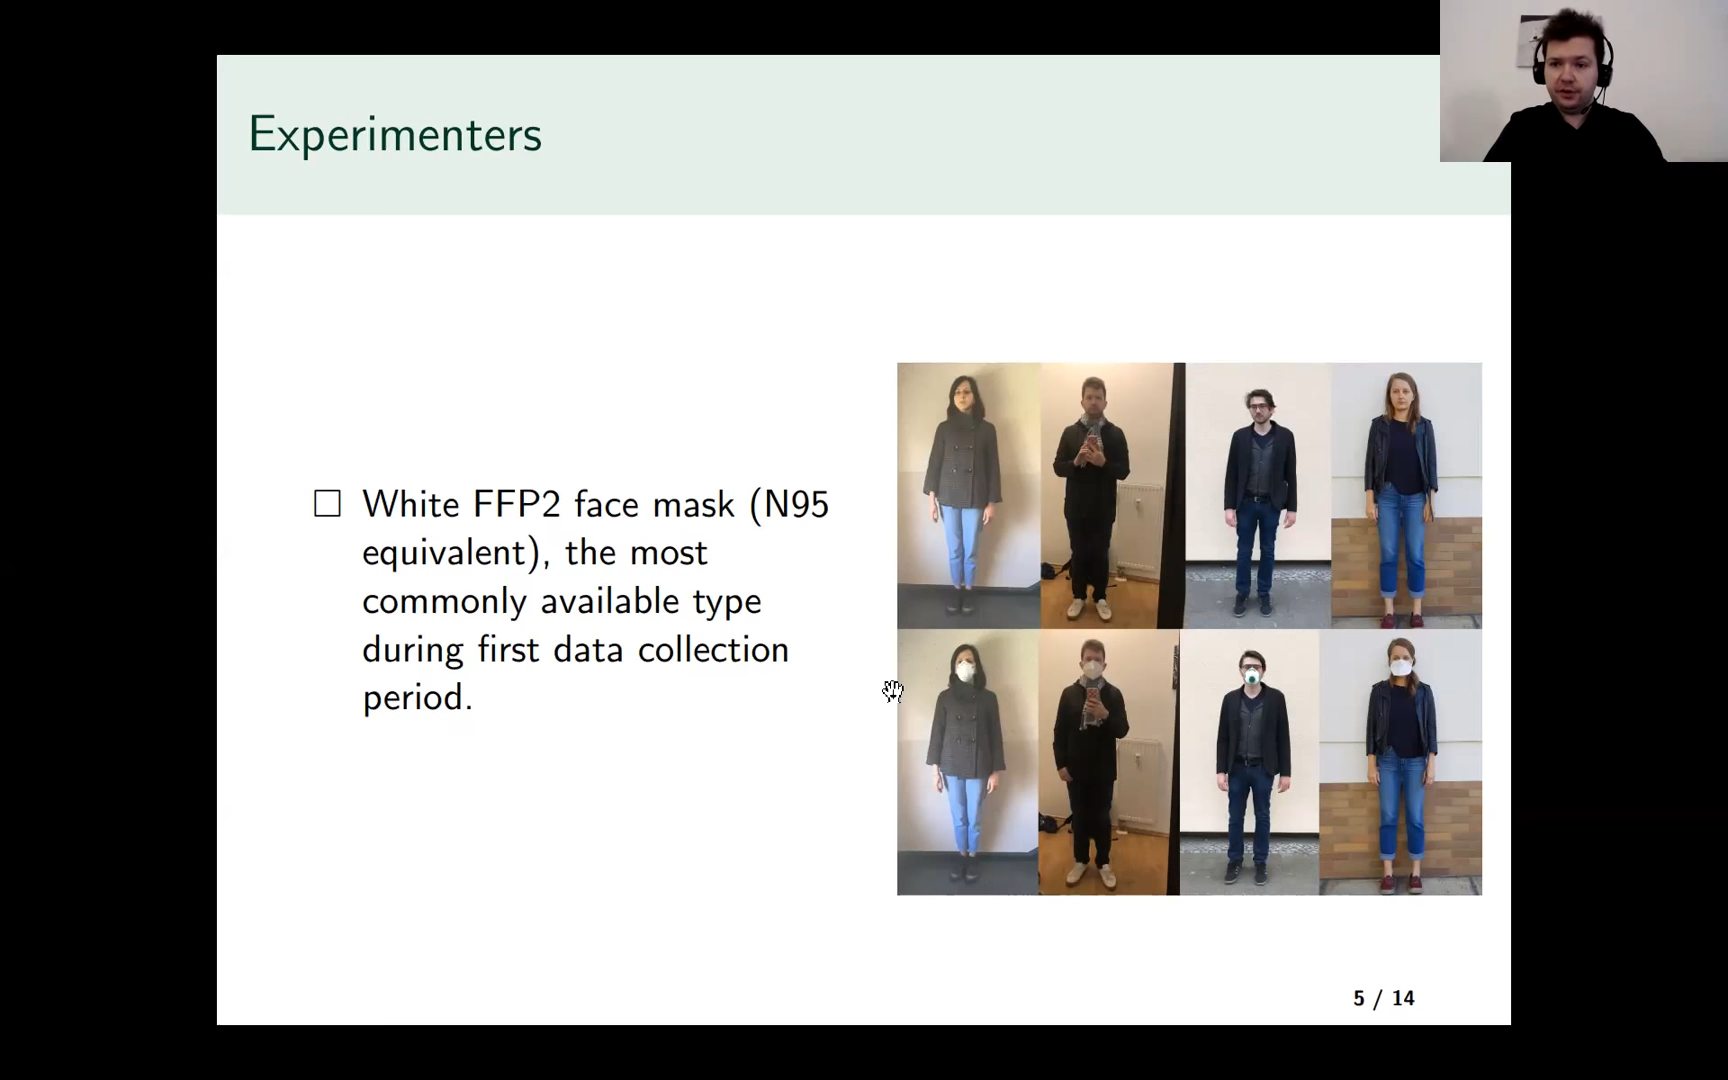 Experimenters
White FFP2 face mask (N95
equivalent), the most
commonly available type
during first data collection
period.
5 / 14